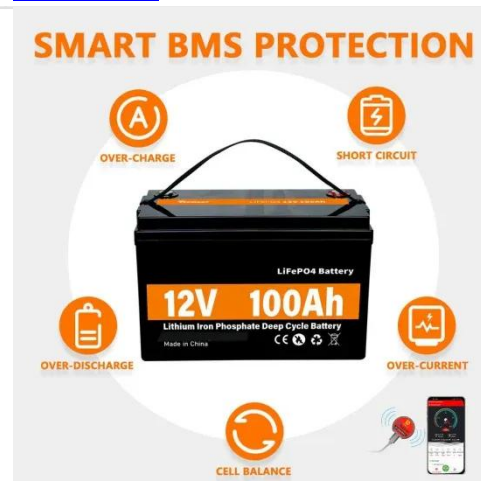 SMART BMS PROTECTION
OVER-CHARGE
SHORT CIRCUIT
LiFePO4 Battery
12V 100Ah
Lithium Iron Phosphate Deep Cycle Battery
Made in China
CE
OVER-DISCHARGE
OVER-CURRENT
CELL BALANCE